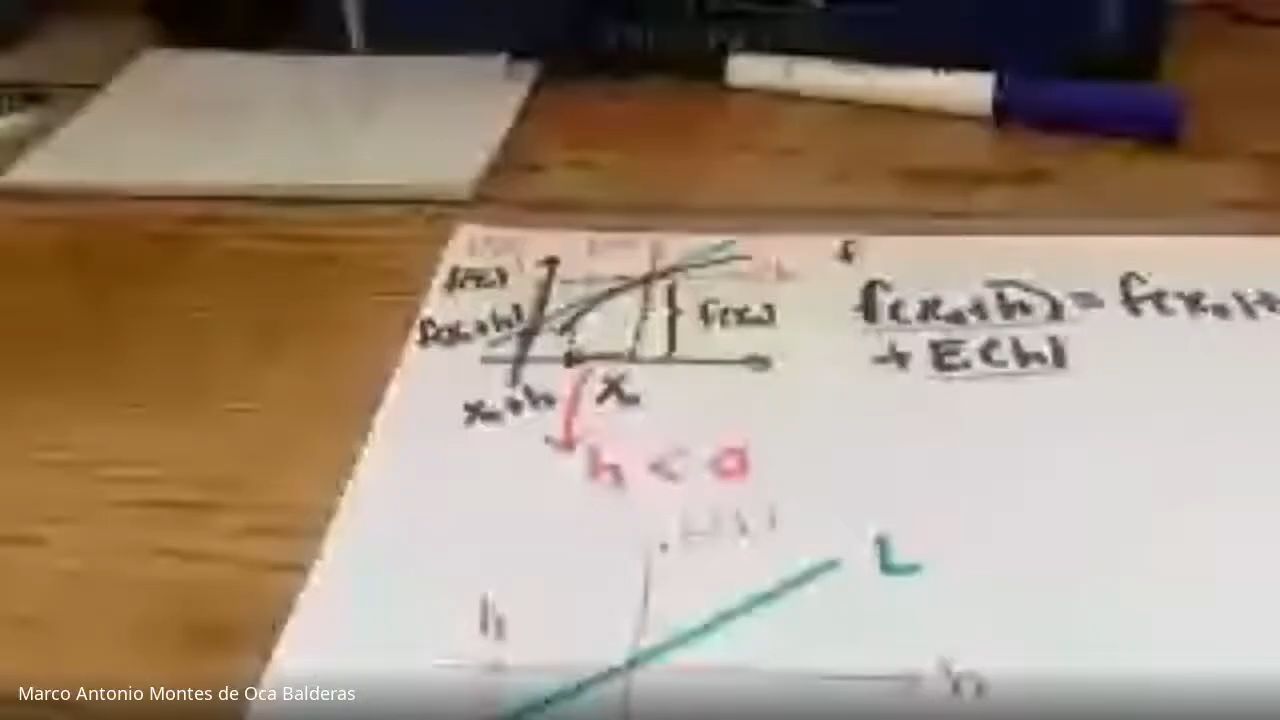 f(x₀+h)
f(x₀)
f(x₀+h) = f(x₀)+
+ E(h)
x₀+h
x₀
h < 0
L
h
h
Marco Antonio Montes de Oca Balderas